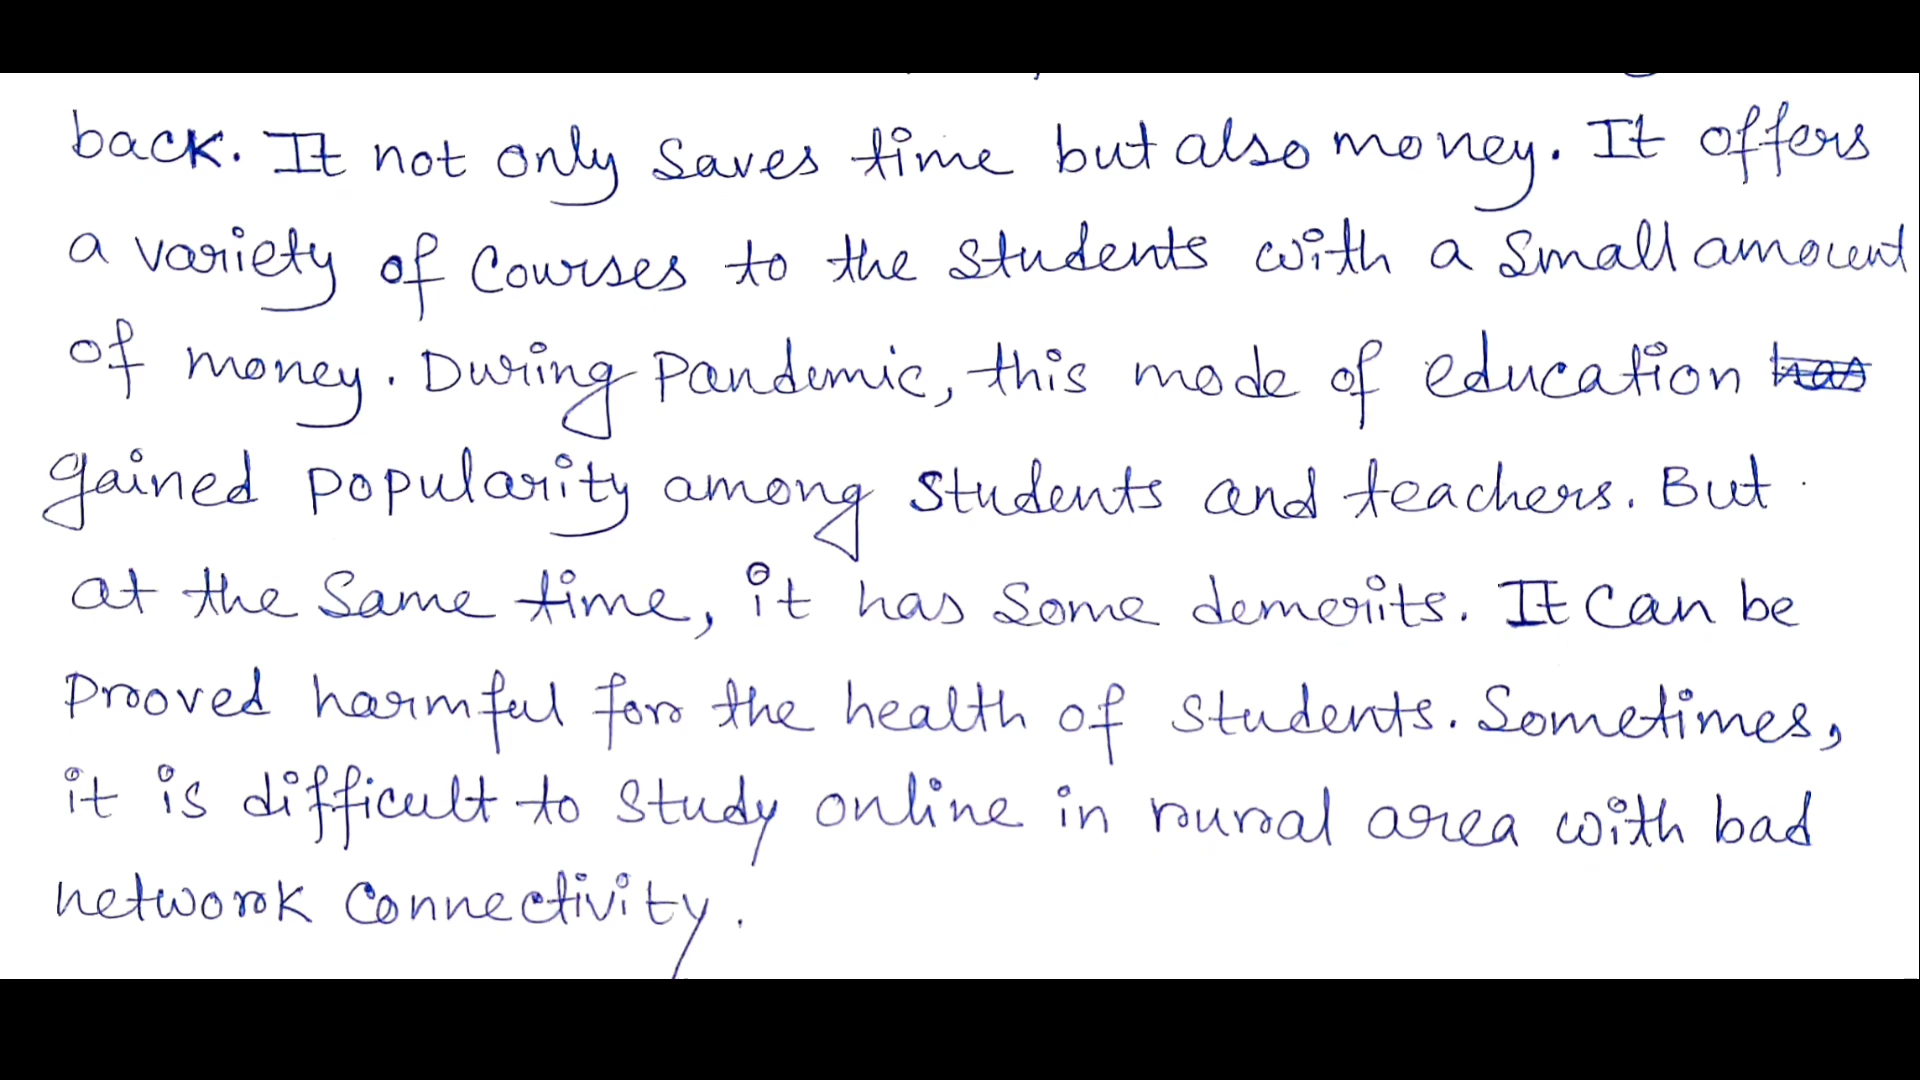 back. It not only saves time but also money. It offers
a variety of courses to the students with a small amount
of money. During pandemic, this mode of education has
gained popularity among students and teachers. But
at the same time, it has some demerits. It can be
proved harmful for the health of students. Sometimes,
it is difficult to study online in rural area with bad
network connectivity.